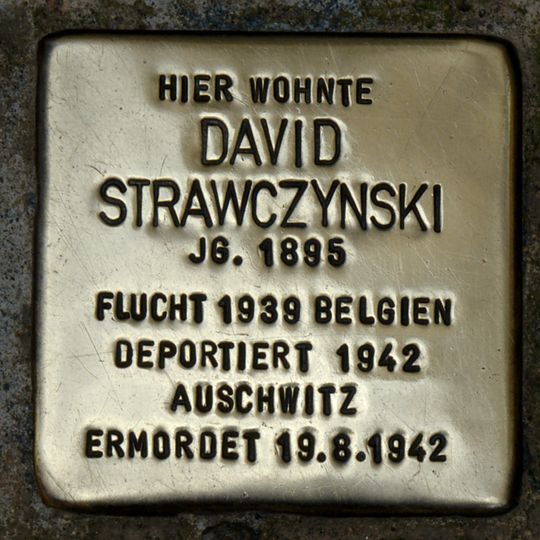 HIER WOHNTE
DAVID
STRAWCZYNSKI
JG. 1895
FLUCHT 1939 BELGIEN
DEPORTIERT 1942
AUSCHWITZ
ERMORDET 19.8.1942